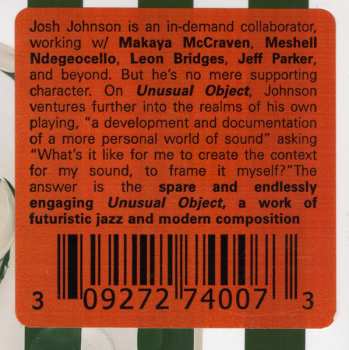 Josh Johnson is an in-demand collaborator,
working w/ Makaya McCraven, Meshell
Ndegeocello, Leon Bridges, Jeff Parker,
and beyond. But he's no mere supporting
character. On Unusual Object, Johnson
ventures further into the realms of his own
playing, "a development and documentation
of a more personal world of sound" asking
"What's it like for me to create the context
for my sound, to frame it myself?"The
answer is the spare and endlessly
engaging Unusual Object, a work of
futuristic jazz and modern composition
3 09272 74007 3